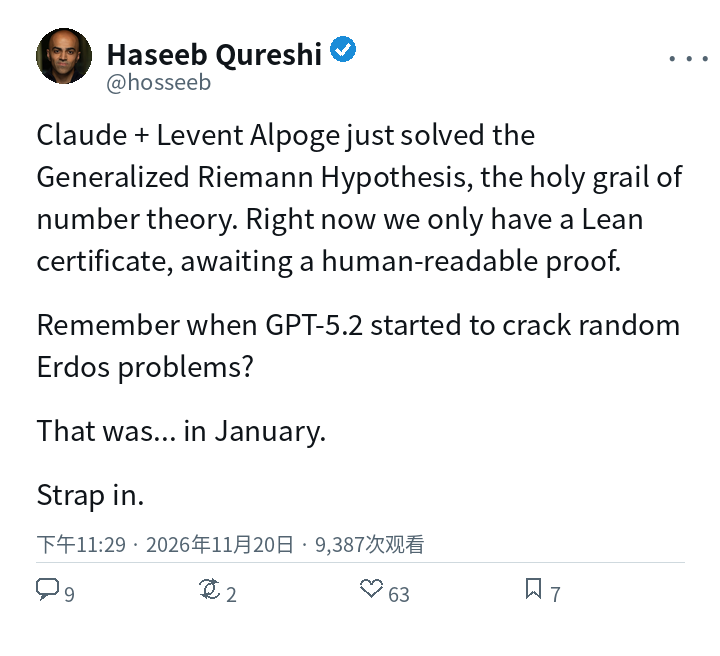 Haseeb Qureshi
@hosseeb
Claude + Levent Alpoge just solved the
Generalized Riemann Hypothesis, the holy grail of
number theory. Right now we only have a Lean
certificate, awaiting a human-readable proof.
Remember when GPT-5.2 started to crack random
Erdos problems?
That was... in January.
Strap in.
下午11:29 · 2026年11月20日 · 9,387次观看
9 2 63 7